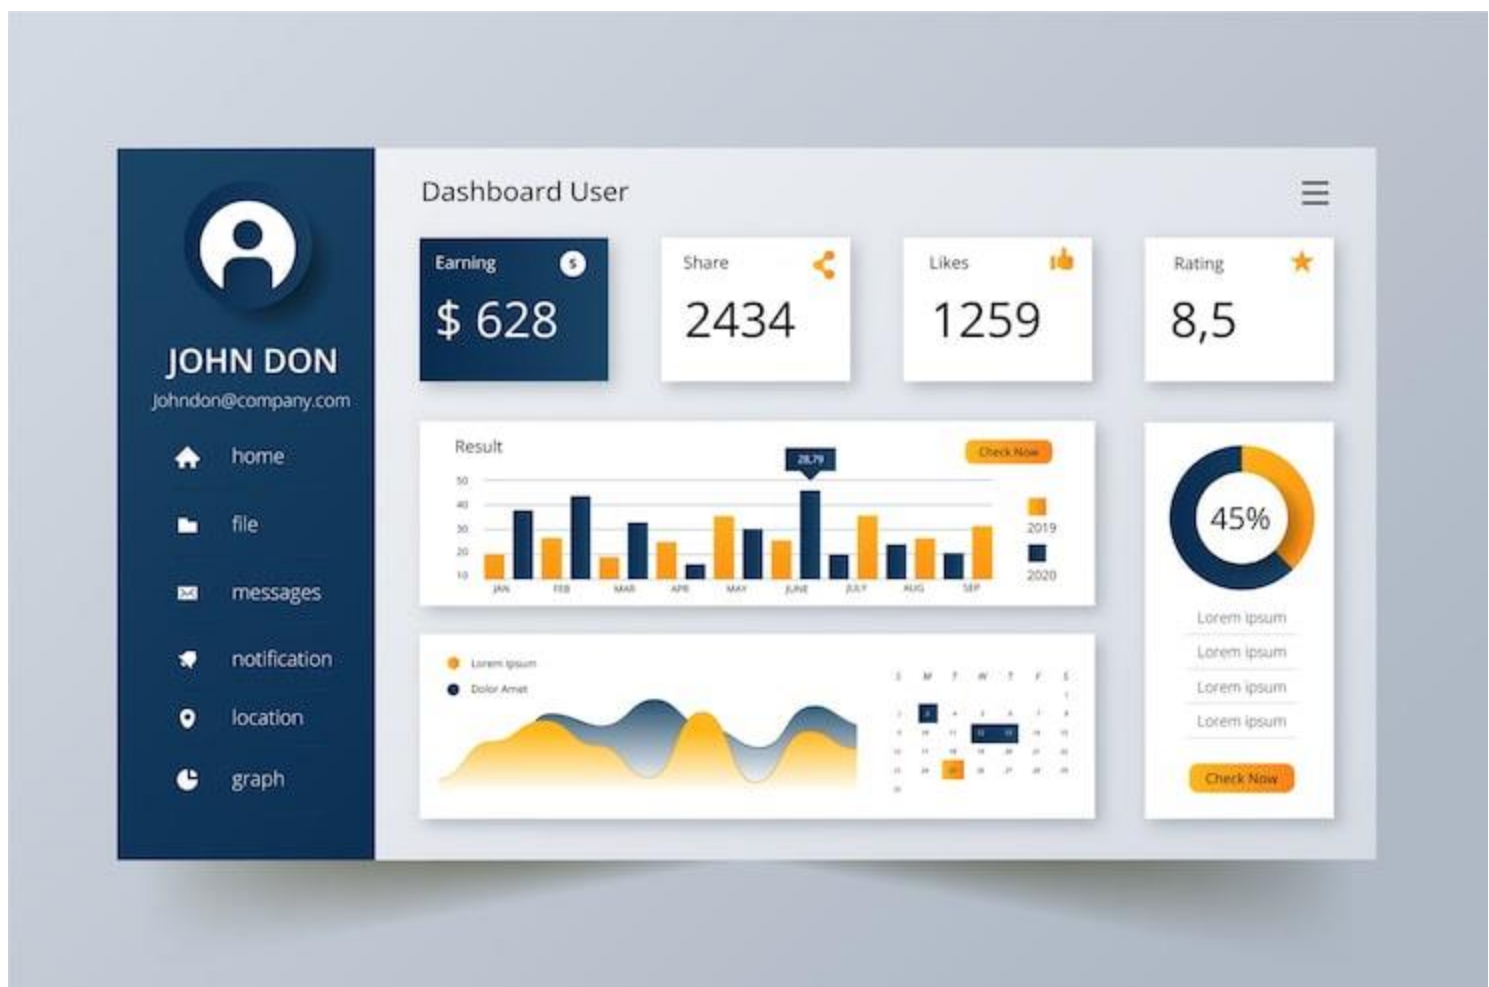 JOHN DON
Johndon@company.com
home
file
messages
notification
location
graph
Dashboard User
Earning
$
$ 628
Share
2434
Likes
1259
Rating
8,5
Result
28,79
Check Now
50
40
30
20
10
JAN FEB MAR APR MAY JUNE JULY AUG SEP
2019
2020
Lorem Ipsum
Dolor Amet
S M T W T F S
45%
Lorem ipsum
Lorem ipsum
Lorem ipsum
Lorem ipsum
Check Now